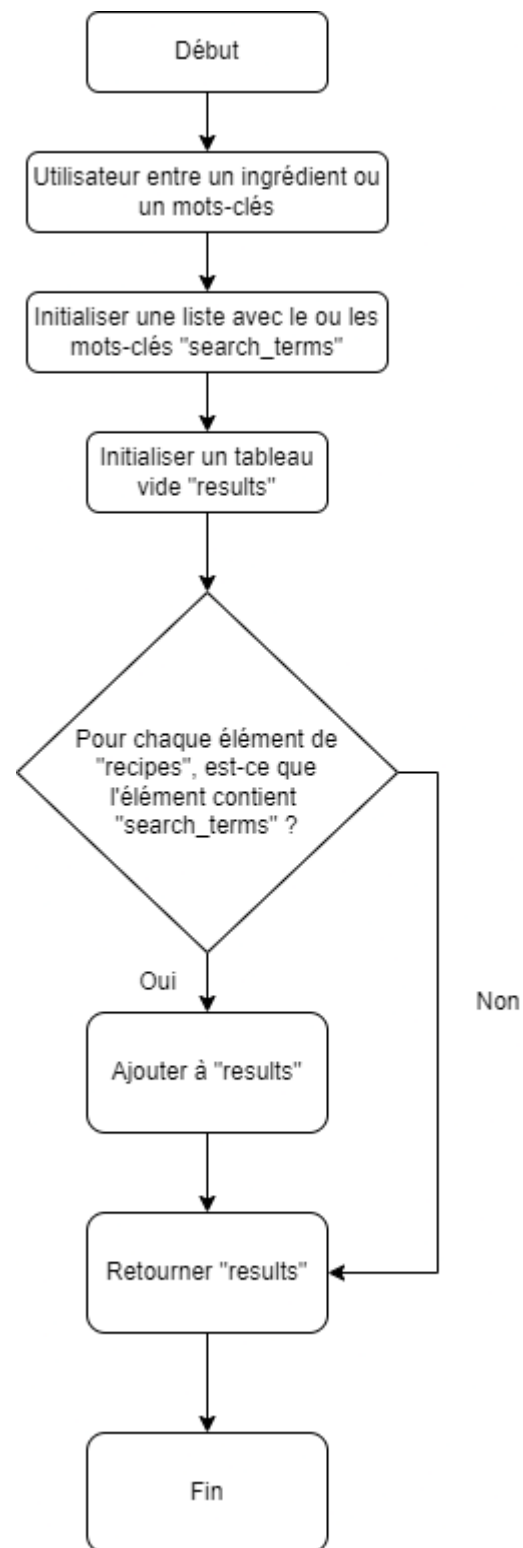 Début
Utilisateur entre un ingrédient ou
un mots-clés
Initialiser une liste avec le ou les
mots-clés "search_terms"
Initialiser un tableau
vide "results"
Pour chaque élément de
"recipes", est-ce que
l'élément contient
"search_terms" ?
Oui
Non
Ajouter à "results"
Retourner "results"
Fin